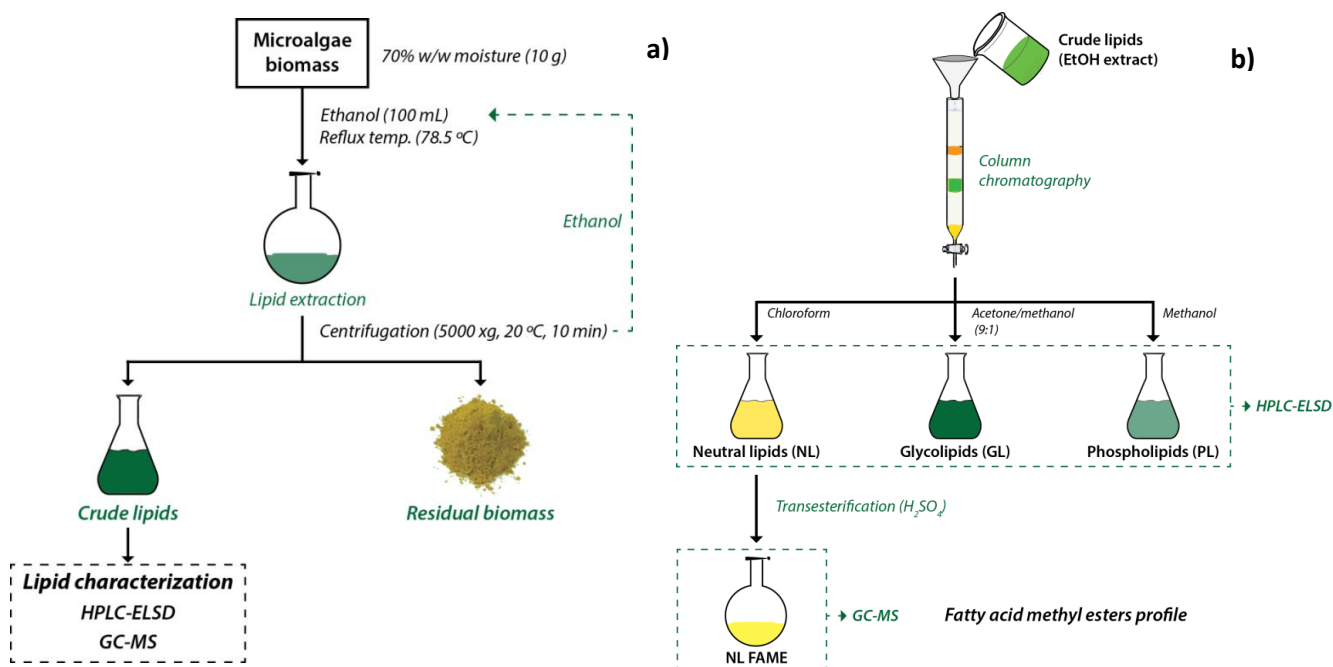 Microalgae
biomass
70% w/w moisture (10 g)
a)
Ethanol (100 mL)
Reflux temp. (78.5 ºC)
Ethanol
Lipid extraction
Centrifugation (5000 xg, 20 ºC, 10 min)
Crude lipids
Residual biomass
Lipid characterization
HPLC-ELSD
GC-MS
Crude lipids
(EtOH extract)
b)
Column
chromatography
Chloroform
Acetone/methanol
(9:1)
Methanol
HPLC-ELSD
Neutral lipids (NL)
Glycolipids (GL)
Phospholipids (PL)
Transesterification (H₂SO₄)
GC-MS
Fatty acid methyl esters profile
NL FAME